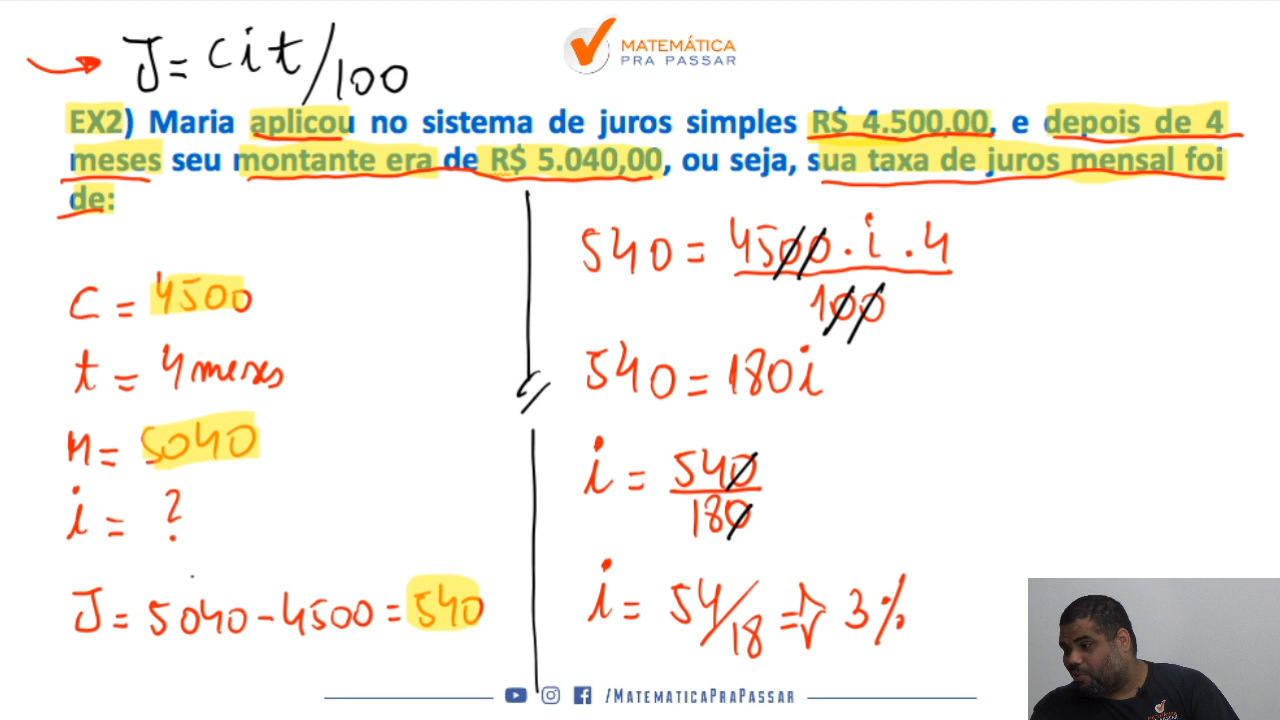 J = cit/100
MATEMÁTICA
PRA PASSAR
EX2) Maria aplicou no sistema de juros simples R$ 4.500,00, e depois de 4
meses seu montante era de R$ 5.040,00, ou seja, sua taxa de juros mensal foi
de:
C = 4500
t = 4 meses
M = 5040
i = ?
J = 5040 - 4500 = 540
540 = 4500 . i . 4
100
540 = 180i
i = 540
180
i = 54/18 => 3%
/MATEMATICAPRAPASSAR